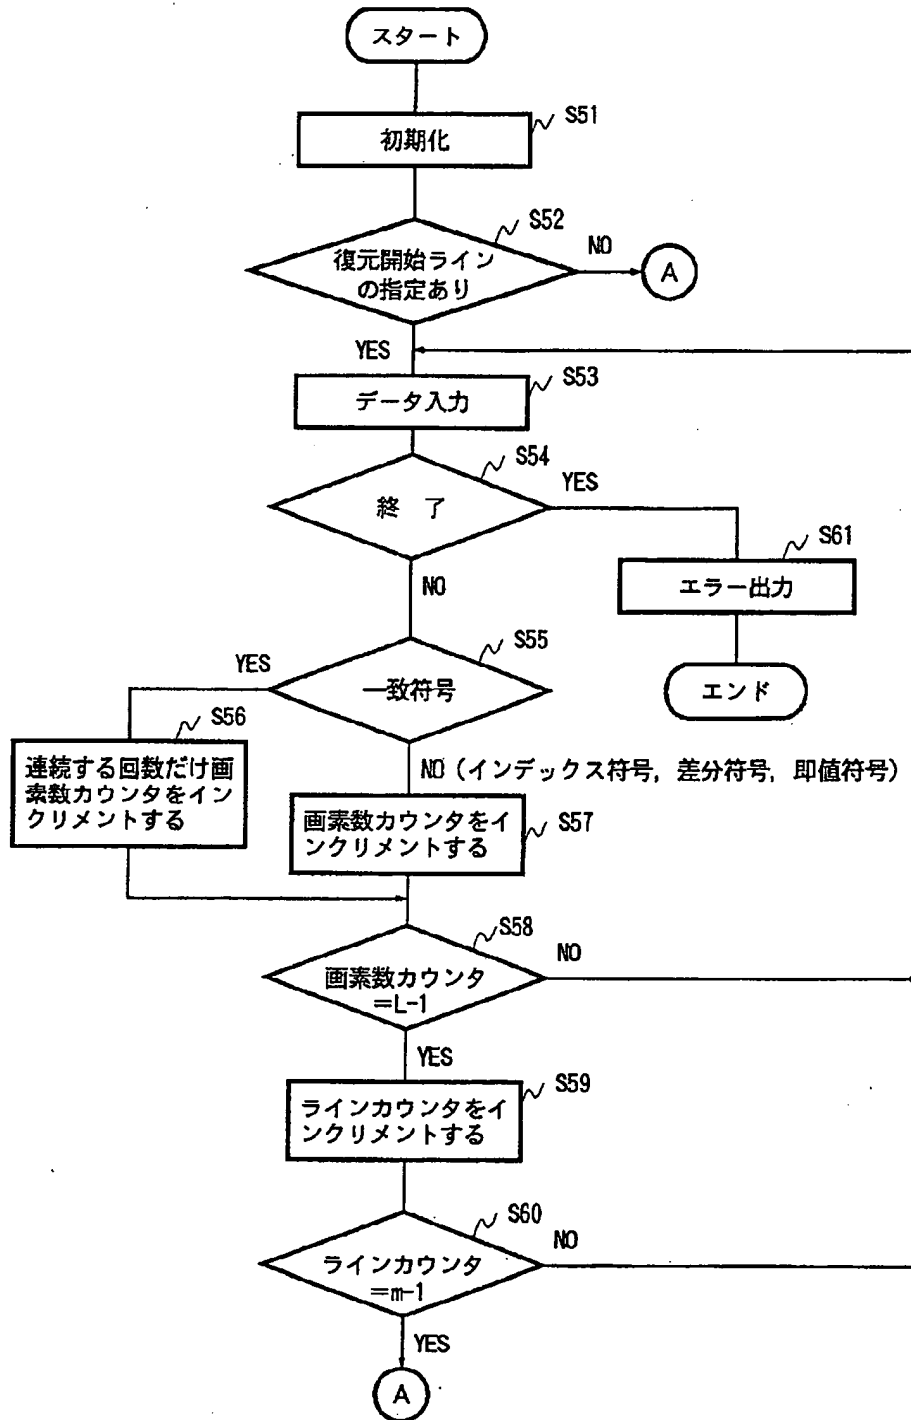 スタート
S51
初期化
S52
復元開始ライン
の指定あり
NO
A
YES
S53
データ入力
S54
終 了
YES
S61
エラー出力
エンド
NO
S55
一致符号
YES
S56
連続する回数だけ画
素数カウンタをイン
クリメントする
NO (インデックス符号, 差分符号, 即値符号)
S57
画素数カウンタをイ
ンクリメントする
S58
画素数カウンタ
=L-1
NO
YES
S59
ラインカウンタをイ
ンクリメントする
S60
ラインカウンタ
=m-1
NO
YES
A